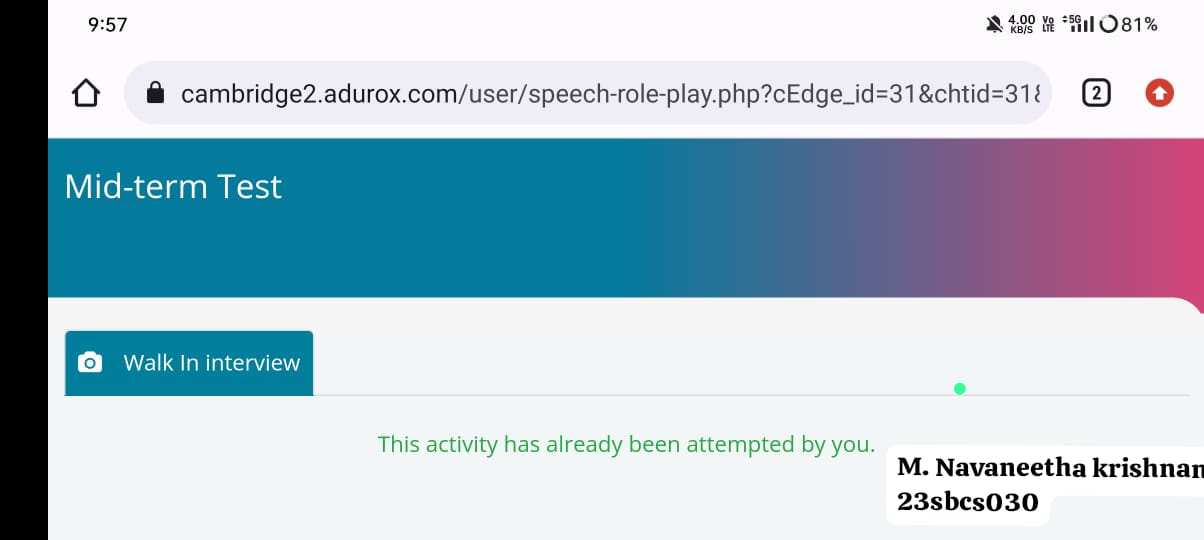 9:57
4.00 KB/S Vo LTE 5G 81%
cambridge2.adurox.com/user/speech-role-play.php?cEdge_id=31&chtid=318
2
Mid-term Test
Walk In interview
This activity has already been attempted by you.
M. Navaneetha krishnan
23sbcs030